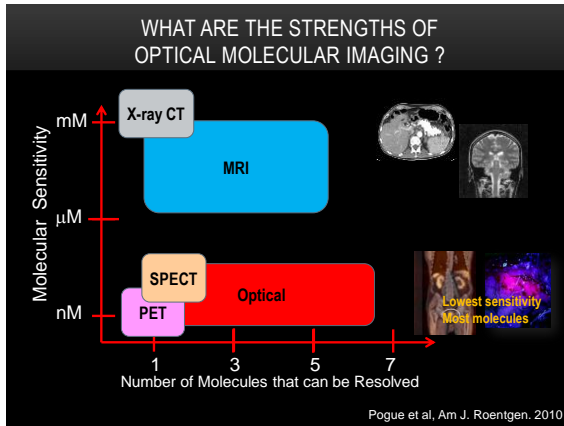 WHAT ARE THE STRENGTHS OF
OPTICAL MOLECULAR IMAGING ?
Molecular Sensitivity
mM
μM
nM
X-ray CT
MRI
SPECT
Optical
PET
Lowest sensitivity
Most molecules
1 3 5 7
Number of Molecules that can be Resolved
Pogue et al, Am J. Roentgen. 2010